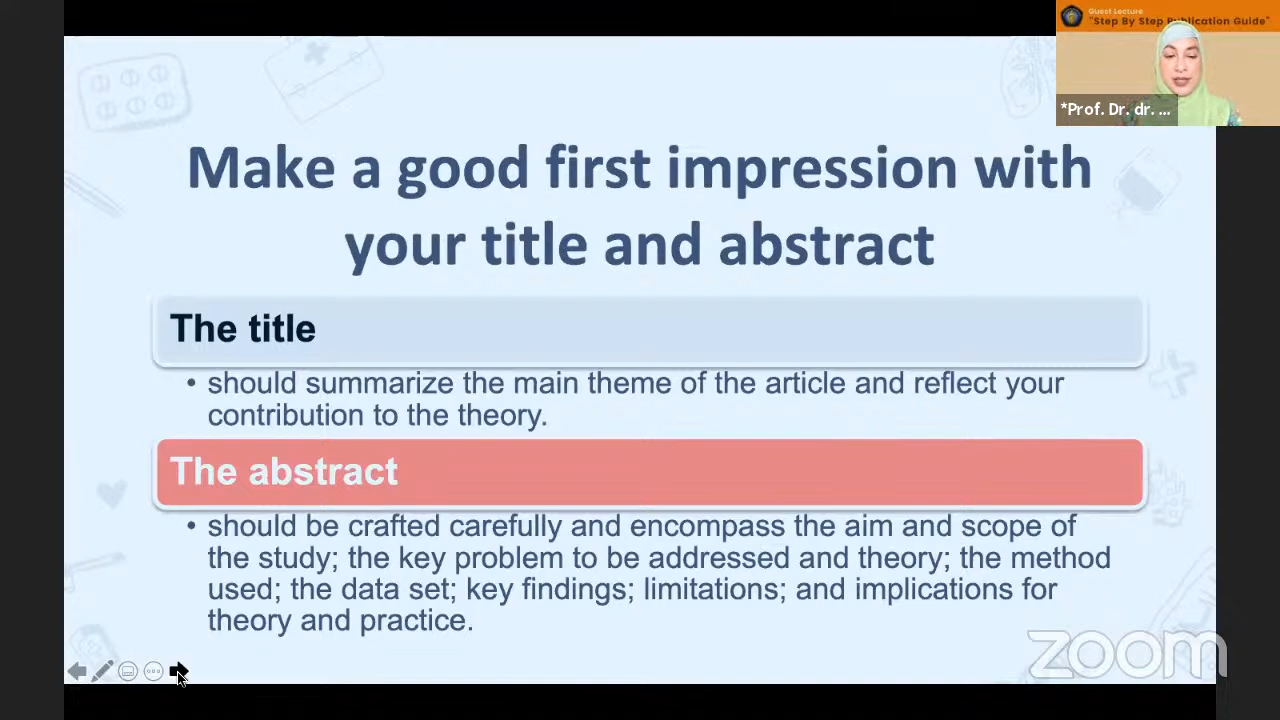 Guest Lecture
"Step By Step Publication Guide"
*Prof. Dr. dr. ...
Make a good first impression with
your title and abstract
The title
• should summarize the main theme of the article and reflect your
contribution to the theory.
The abstract
• should be crafted carefully and encompass the aim and scope of
the study; the key problem to be addressed and theory; the method
used; the data set; key findings; limitations; and implications for
theory and practice.
zoom